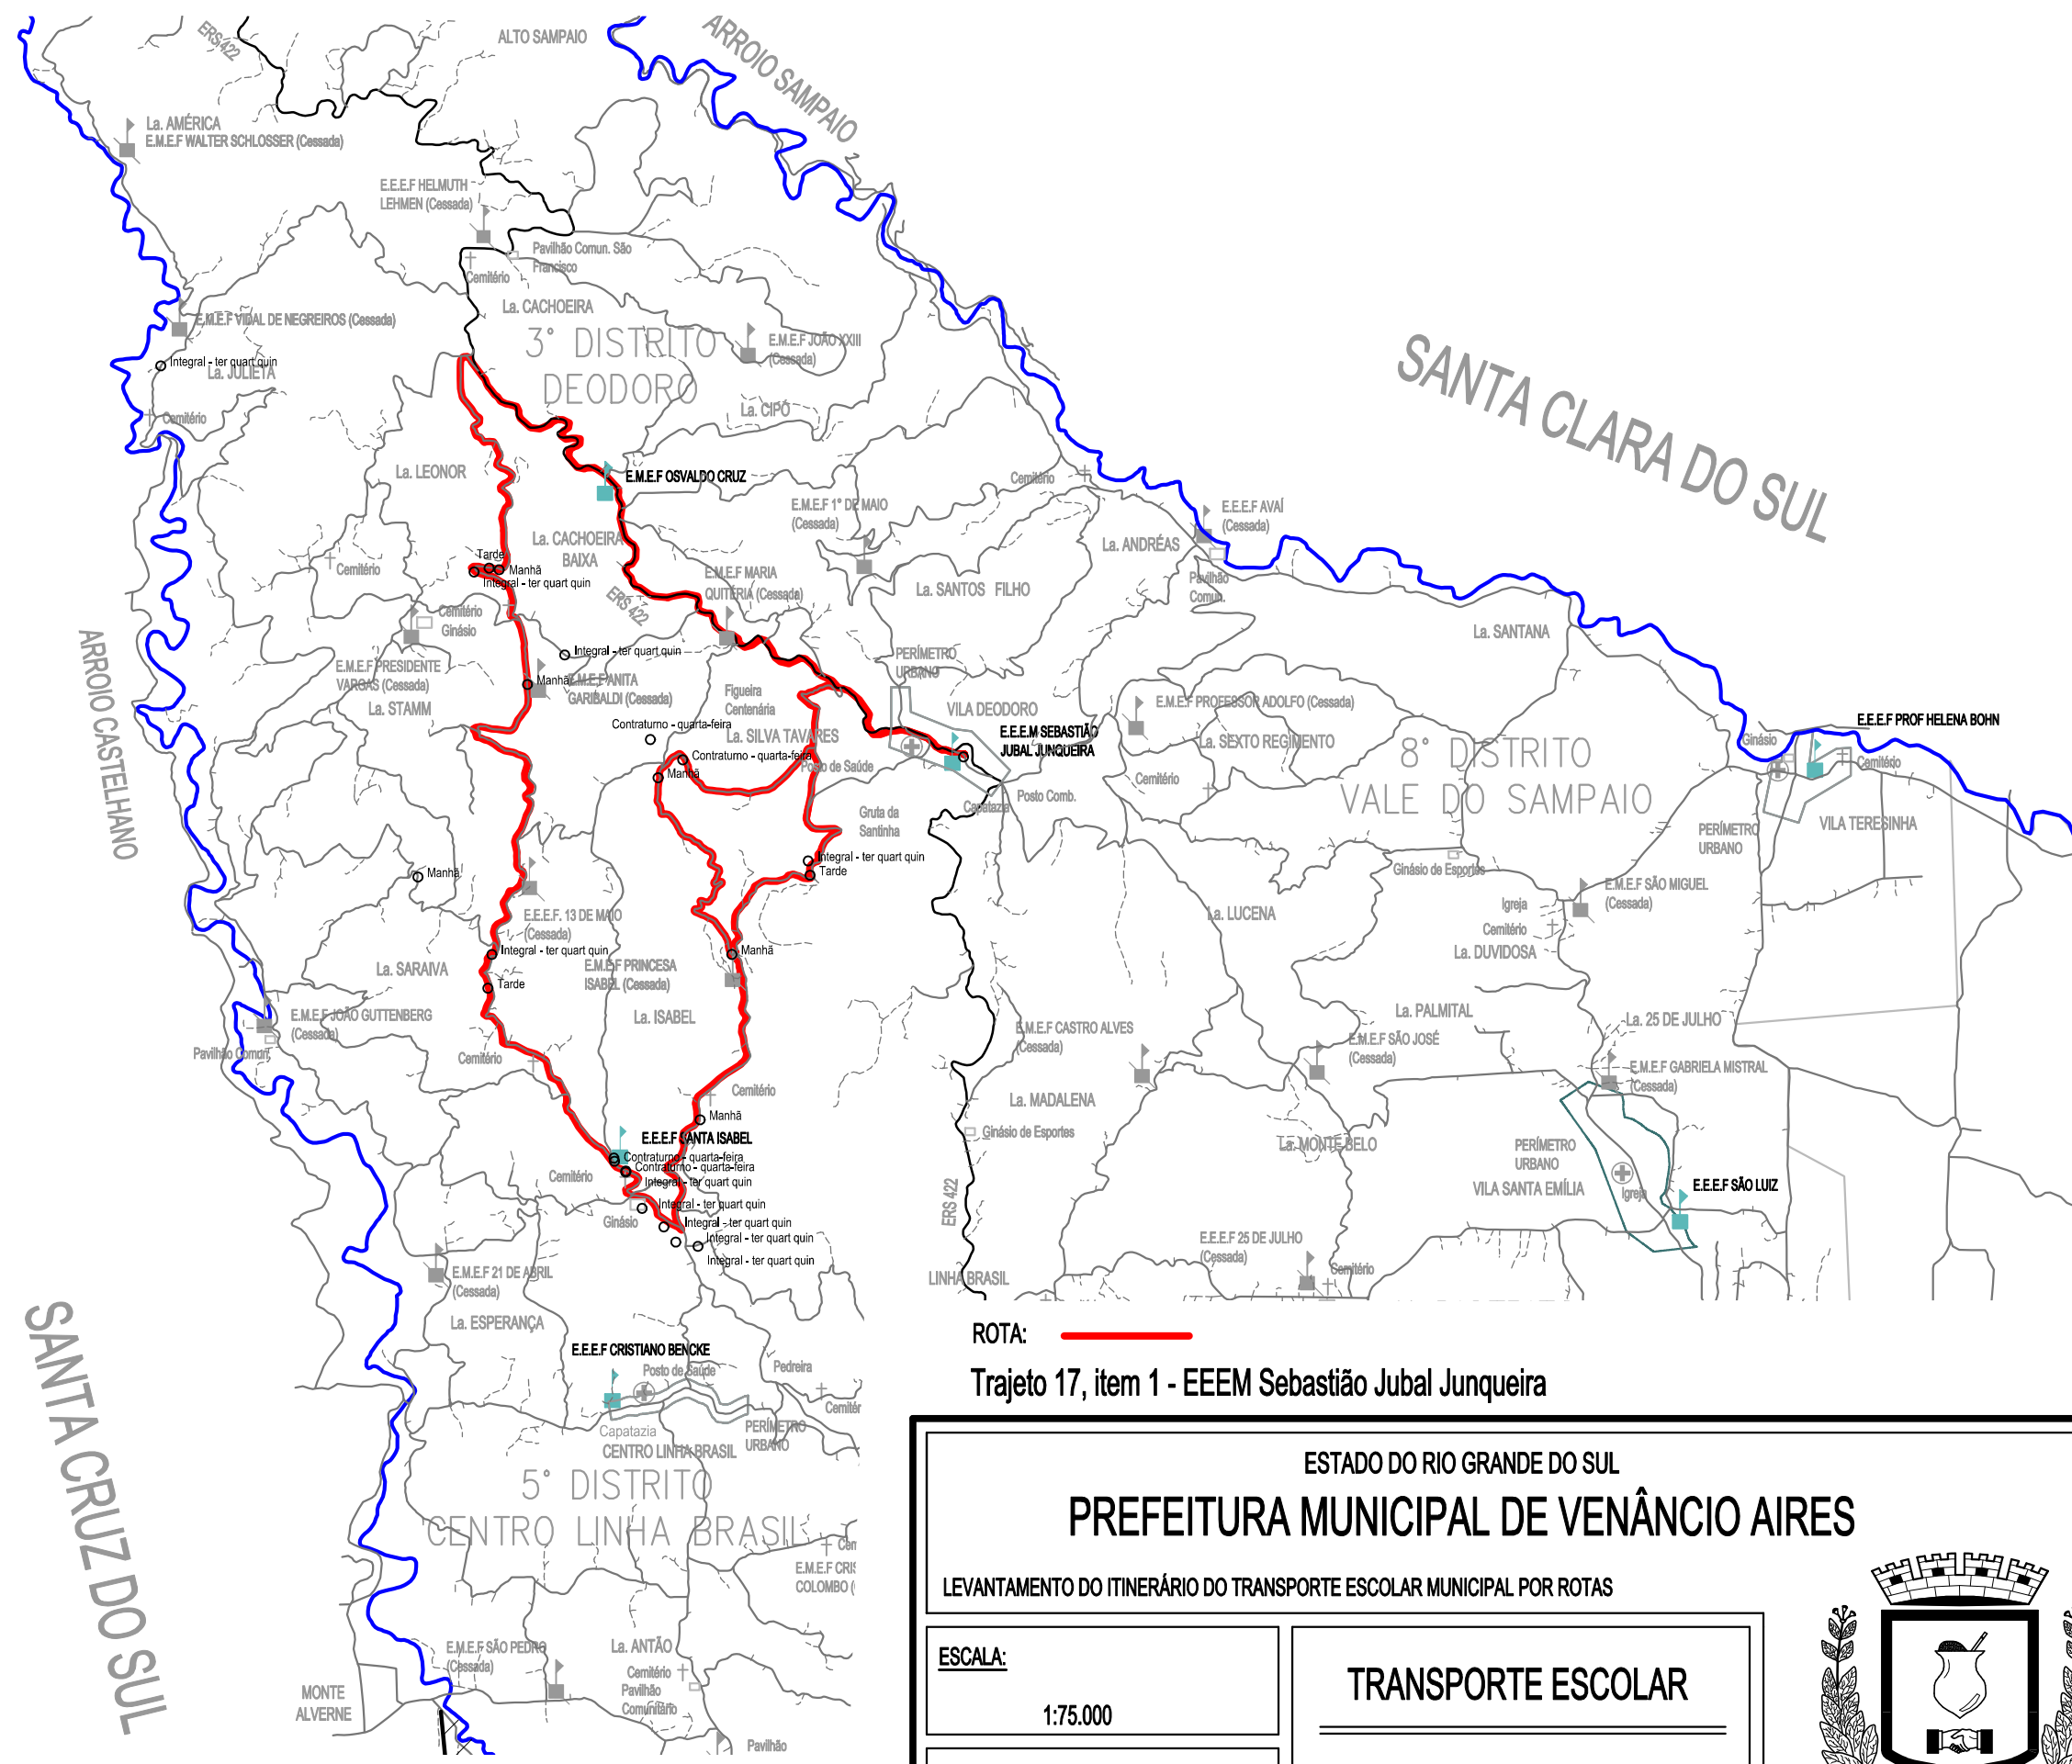 ERS 422
ALTO SAMPAIO
ARROIO SAMPAIO
La. AMÉRICA
E.M.E.F WALTER SCHLOSSER (Cessada)
E.E.E.F HELMUTH
LEHMEN (Cessada)
Pavilhão Comun. São
Francisco
Cemitério
La. CACHOEIRA
E.M.E.F VIDAL DE NEGREIROS (Cessada)
3° DISTRITO
DEODORO
E.M.E.F JOÃO XXIII
(Cessada)
Integral - ter quart quin
La. JULIETA
Cemitério
La. CIPÓ
SANTA CLARA DO SUL
La. LEONOR
E.M.E.F OSVALDO CRUZ
Cemitério
E.M.E.F 1° DE MAIO
(Cessada)
E.E.E.F AVAÍ
(Cessada)
La. CACHOEIRA
BAIXA
La. ANDRÉAS
Tarde
Manhã
Integral - ter quart quin
Cemitério
E.M.E.F MARIA
QUITÉRIA (Cessada)
La. SANTOS FILHO
Pavilhão
Comun.
ERS 422
Cemitério
Ginásio
La. SANTANA
ARROIO CASTELHANO
E.M.E.F PRESIDENTE
VARGAS (Cessada)
La. STAMM
Integral - ter quart quin
Manhã
E.M.E.F ANITA
GARIBALDI (Cessada)
Figueira
Centenária
PERÍMETRO
URBANO
VILA DEODORO
E.M.E.F PROFESSOR ADOLFO (Cessada)
E.E.E.F PROF HELENA BOHN
Contraturno - quarta-feira
La. SILVA TAVARES
E.E.E.M SEBASTIÃO
JUBAL JUNQUEIRA
La. SEXTO REGIMENTO
8° DISTRITO
VALE DO SAMPAIO
Ginásio
Cemitério
Contraturno - quarta-feira
Posto de Saúde
Manhã
Cemitério
Capatazia
Posto Comb.
Gruta da
Santinha
PERÍMETRO
URBANO
VILA TERESINHA
Integral - ter quart quin
Tarde
Manhã
Ginásio de Esportes
E.M.E.F SÃO MIGUEL
(Cessada)
Igreja
Cemitério
La. LUCENA
La. DUVIDOSA
E.E.E.F. 13 DE MAIO
(Cessada)
Integral - ter quart quin
Manhã
La. SARAIVA
Tarde
E.M.E.F PRINCESA
ISABEL (Cessada)
La. ISABEL
E.M.E.F JOÃO GUTTENBERG
(Cessada)
Pavilhão Comun.
Cemitério
La. PALMITAL
La. 25 DE JULHO
E.M.E.F CASTRO ALVES
(Cessada)
E.M.E.F SÃO JOSÉ
(Cessada)
E.M.E.F GABRIELA MISTRAL
(Cessada)
Cemitério
La. MADALENA
Manhã
Ginásio de Esportes
La. MONTE BELO
PERÍMETRO
URBANO
VILA SANTA EMÍLIA
Igreja
E.E.E.F SÃO LUIZ
E.E.E.F SANTA ISABEL
Contraturno - quarta-feira
Contraturno - quarta-feira
Integral - ter quart quin
Cemitério
Integral - ter quart quin
Ginásio
Integral - ter quart quin
Integral - ter quart quin
Integral - ter quart quin
ERS 422
E.E.E.F 25 DE JULHO
(Cessada)
Cemitério
LINHA BRASIL
E.M.E.F 21 DE ABRIL
(Cessada)
La. ESPERANÇA
SANTA CRUZ DO SUL
E.E.E.F CRISTIANO BENCKE
Posto de Saúde
Pedreira
Cemitér
Capatazia
PERÍMETRO
URBANO
CENTRO LINHA BRASIL
5° DISTRITO
CENTRO LINHA BRASIL
Cem
E.M.E.F CRIS
COLOMBO (
E.M.E.F SÃO PEDRO
(Cessada)
La. ANTÃO
Cemitério
Pavilhão
Comunitário
MONTE
ALVERNE
Pavilhão
ROTA:
Trajeto 17, item 1 - EEEM Sebastião Jubal Junqueira
ESTADO DO RIO GRANDE DO SUL
PREFEITURA MUNICIPAL DE VENÂNCIO AIRES
LEVANTAMENTO DO ITINERÁRIO DO TRANSPORTE ESCOLAR MUNICIPAL POR ROTAS
ESCALA:
1:75.000
TRANSPORTE ESCOLAR